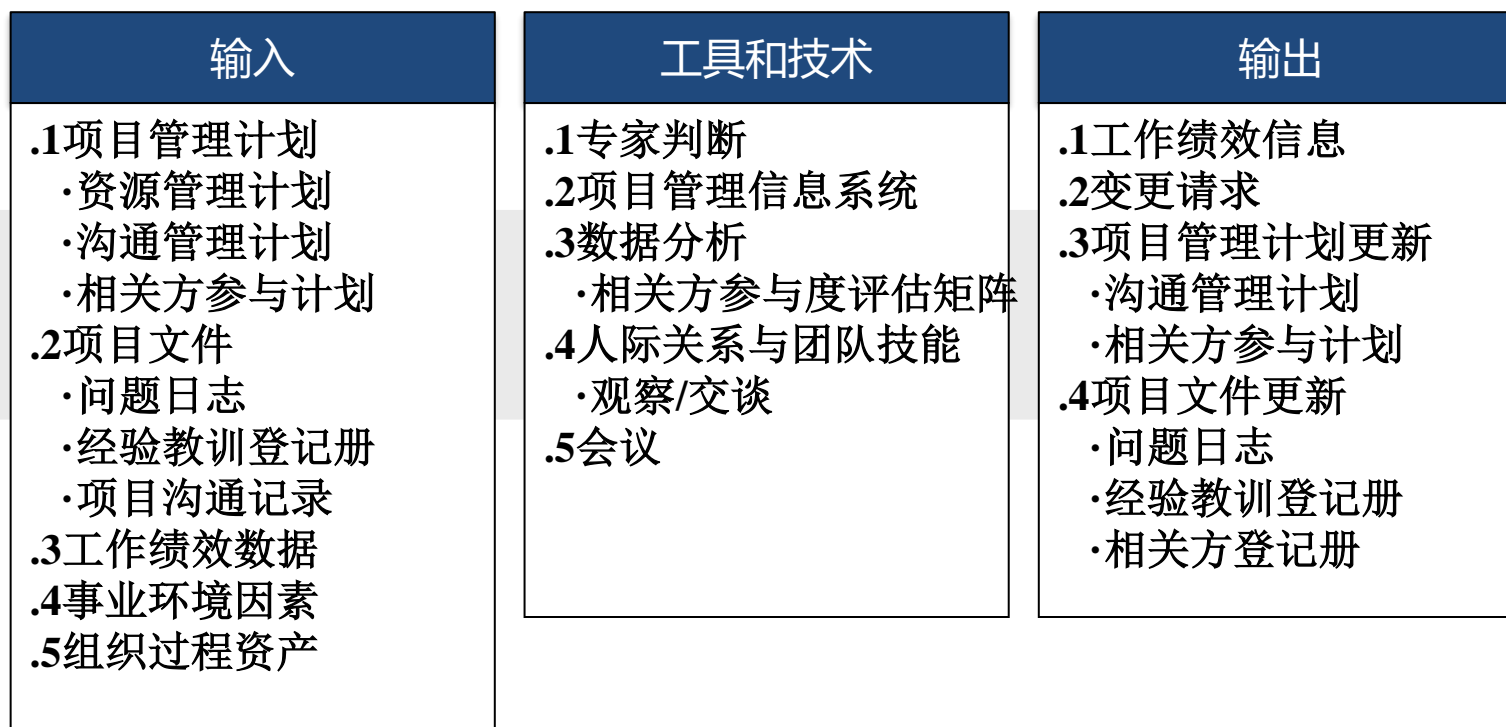 输入
.1项目管理计划
·资源管理计划
·沟通管理计划
·相关方参与计划
.2项目文件
·问题日志
·经验教训登记册
·项目沟通记录
.3工作绩效数据
.4事业环境因素
.5组织过程资产
工具和技术
.1专家判断
.2项目管理信息系统
.3数据分析
·相关方参与度评估矩阵
.4人际关系与团队技能
·观察/交谈
.5会议
输出
.1工作绩效信息
.2变更请求
.3项目管理计划更新
·沟通管理计划
·相关方参与计划
.4项目文件更新
·问题日志
·经验教训登记册
·相关方登记册